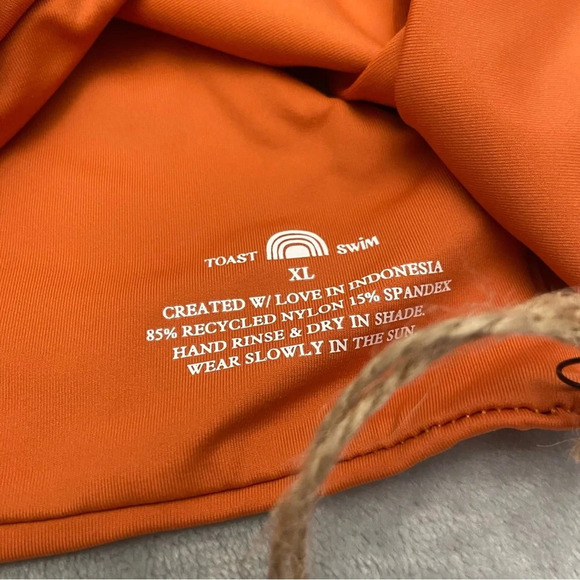 TOAST SWiM
XL
CREATED W/ LOVE IN INDONESIA
85% RECYCLED NYLON 15% SPANDEX
HAND RINSE & DRY IN SHADE.
WEAR SLOWLY IN THE SUN.